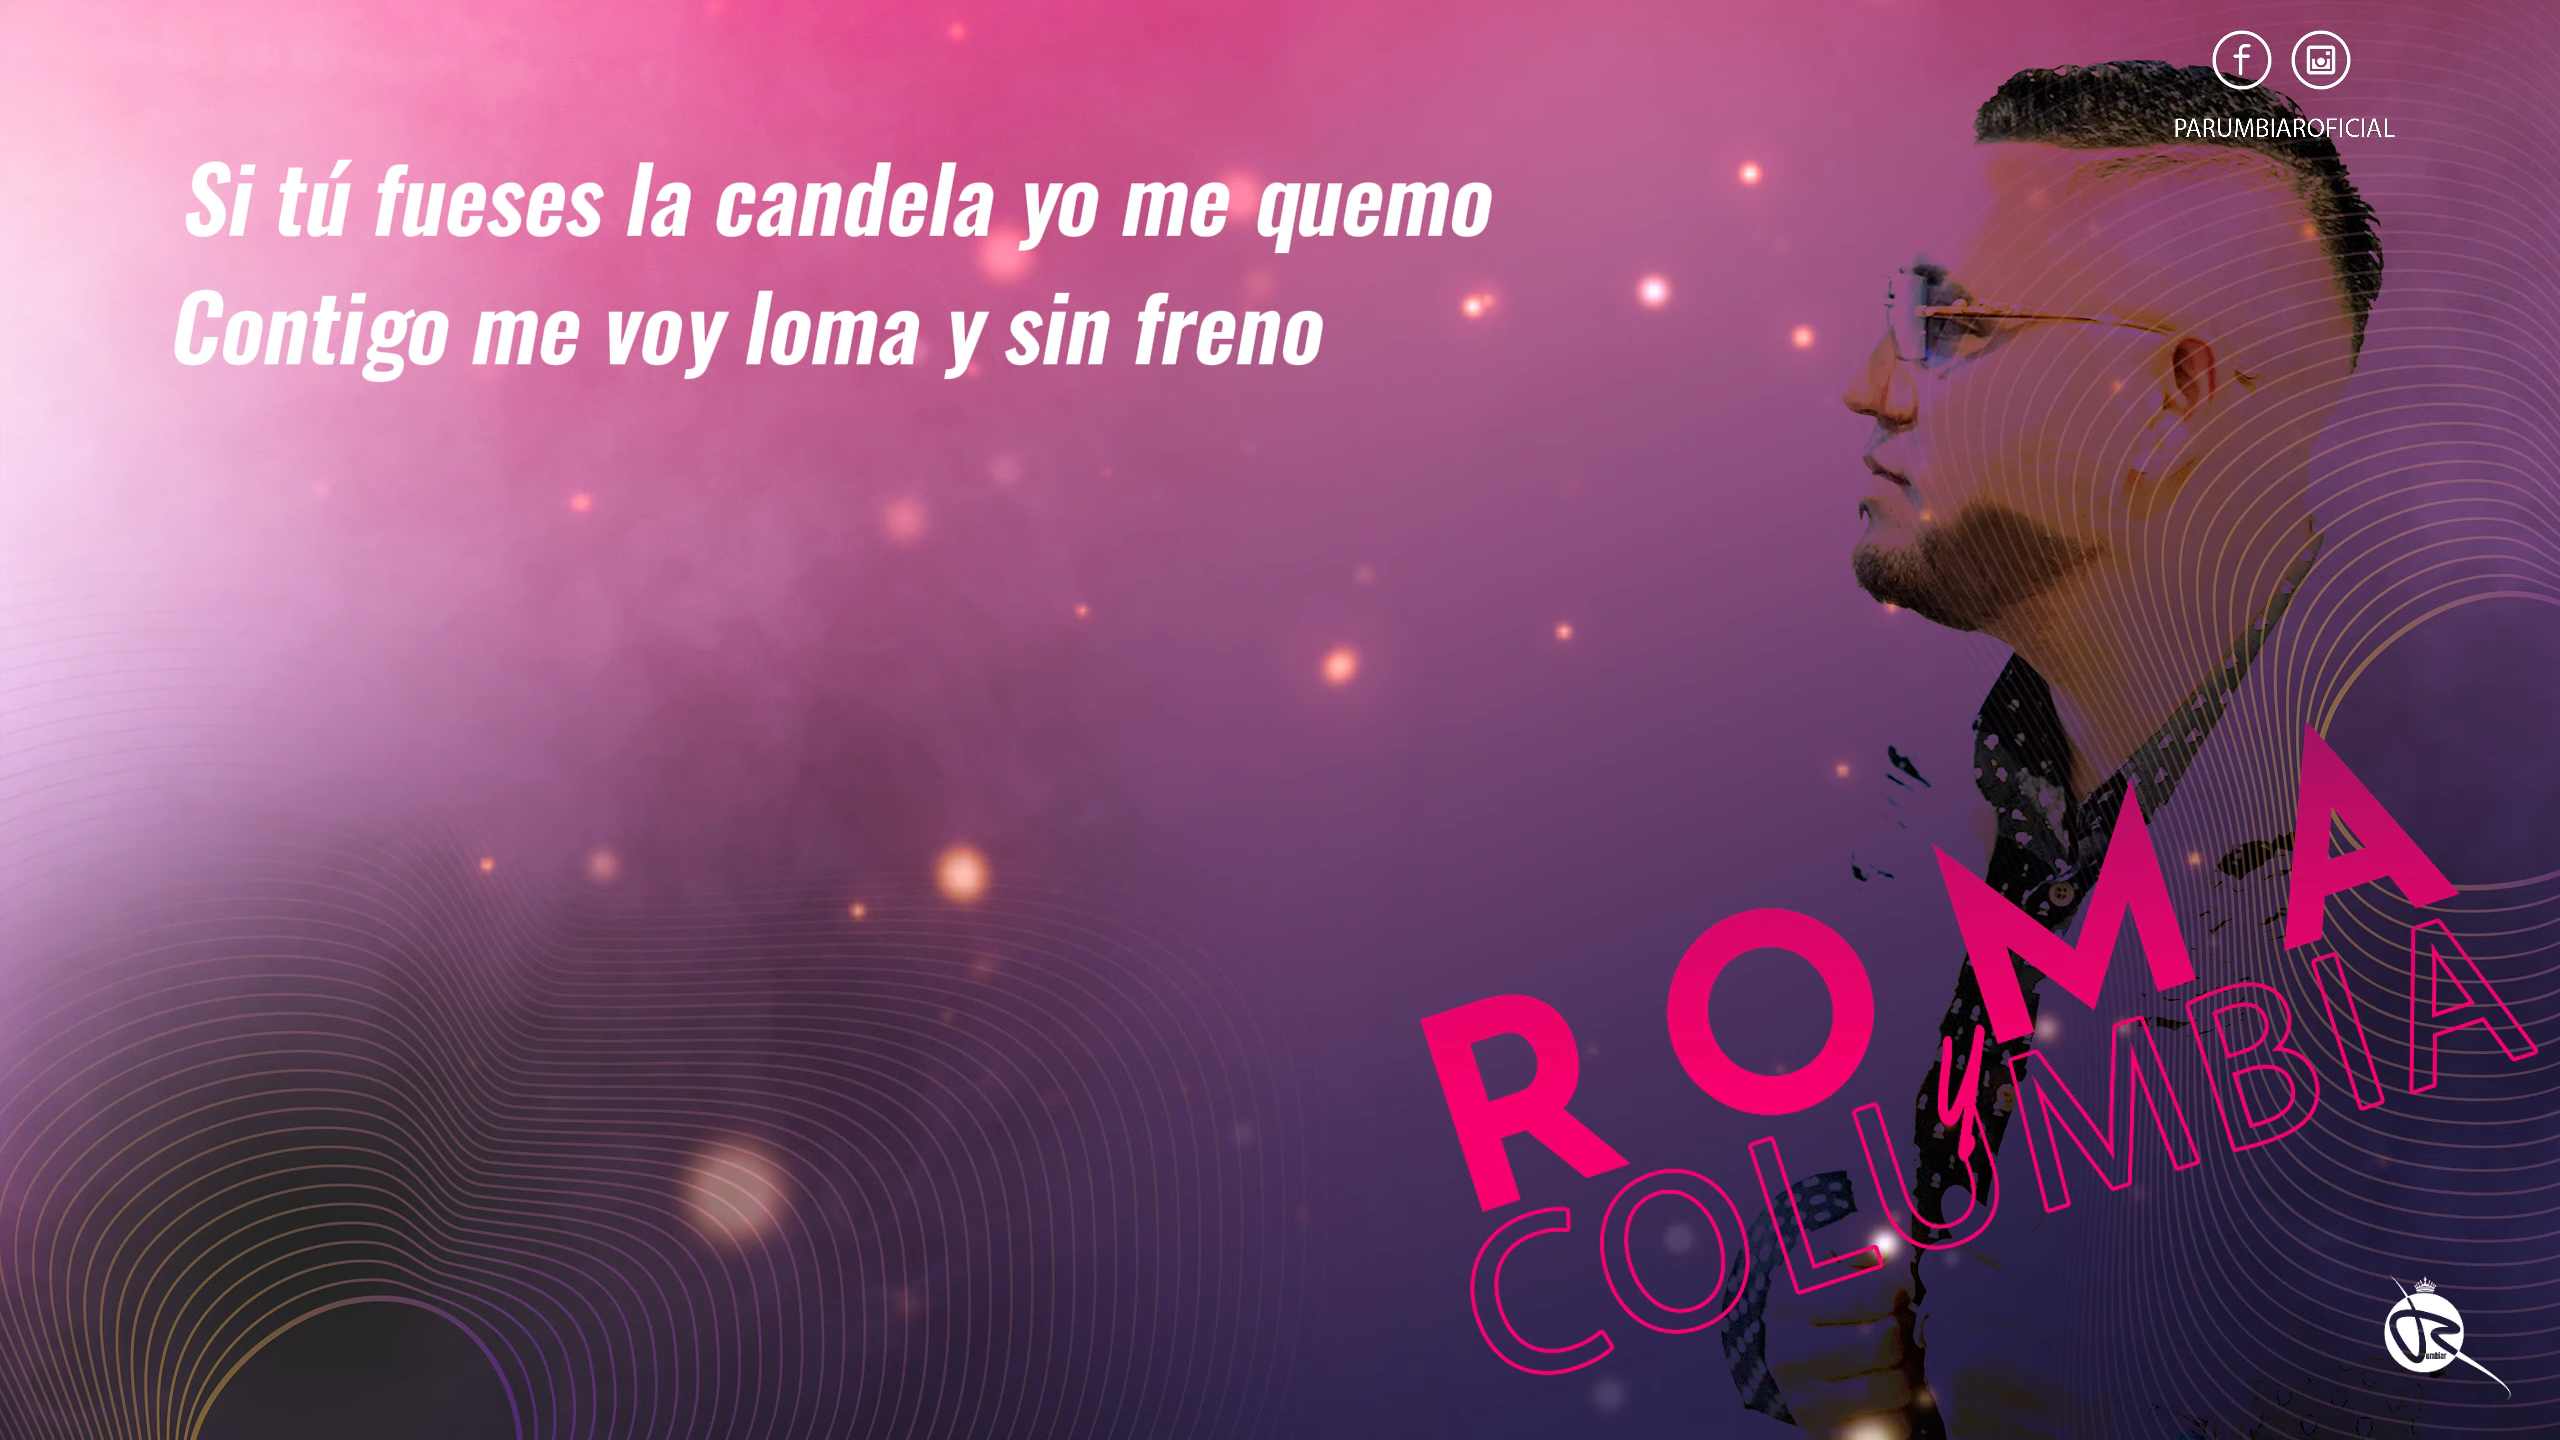 PARUMBIAROFICIAL
Si tú fueses la candela yo me quemo
Contigo me voy loma y sin freno
ROMA
y
COLUMBIA